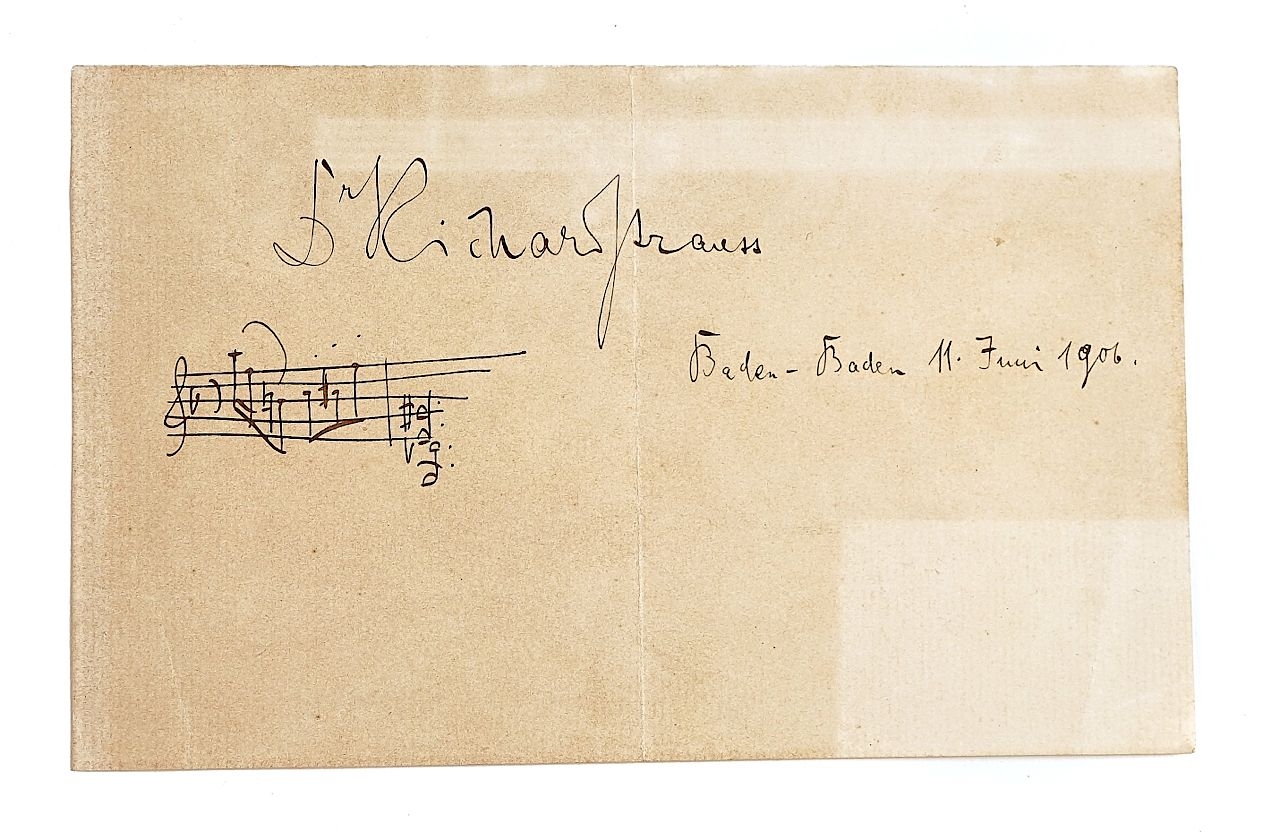 Dr Richard Strauss
Baden-Baden 11. Juni 1906.